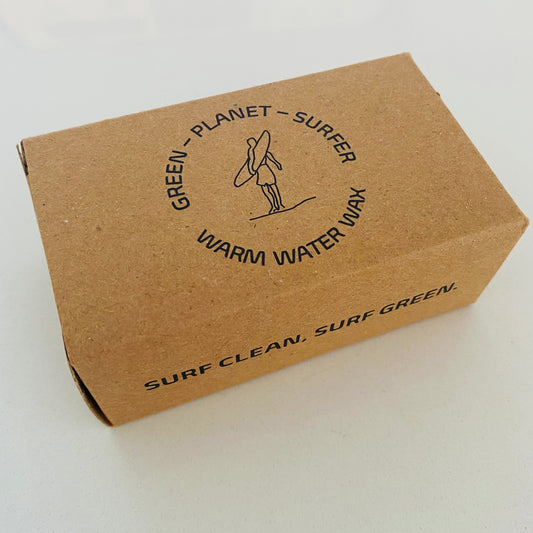 GREEN – PLANET – SURFER
WARM WATER WAX
SURF CLEAN. SURF GREEN.